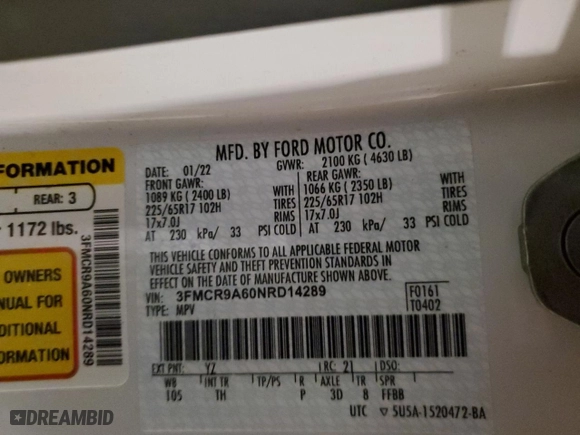 FORMATION
REAR: 3
1172 lbs.
OWNERS
NUAL FOR
DITIONAL
ORMATION
3FMCR9A60NRD14289
MFD. BY FORD MOTOR CO.
DATE: 01/22 GVWR: 2100 KG ( 4630 LB)
FRONT GAWR: REAR GAWR:
1089 KG ( 2400 LB) WITH 1066 KG ( 2350 LB) WITH
225/65R17 102H TIRES 225/65R17 102H TIRES
17x7.0J RIMS 17x7.0J RIMS
AT 230 kPa/ 33 PSI COLD AT 230 kPa/ 33 PSI COLD
THIS VEHICLE CONFORMS TO ALL APPLICABLE FEDERAL MOTOR
VEHICLE SAFETY AND THEFT PREVENTION STANDARDS IN
EFFECT ON THE DATE OF MANUFACTURE SHOWN ABOVE.
VIN: 3FMCR9A60NRD14289 F0161
TYPE: MPV T0402
EXT PNT: YZ RC: 21 DSO:
WB INT TR TP/PS R AXLE TR SPR
105 TH P 3D 8 FFBB
UTC 5U5A-1520472-BA
DREAMBID